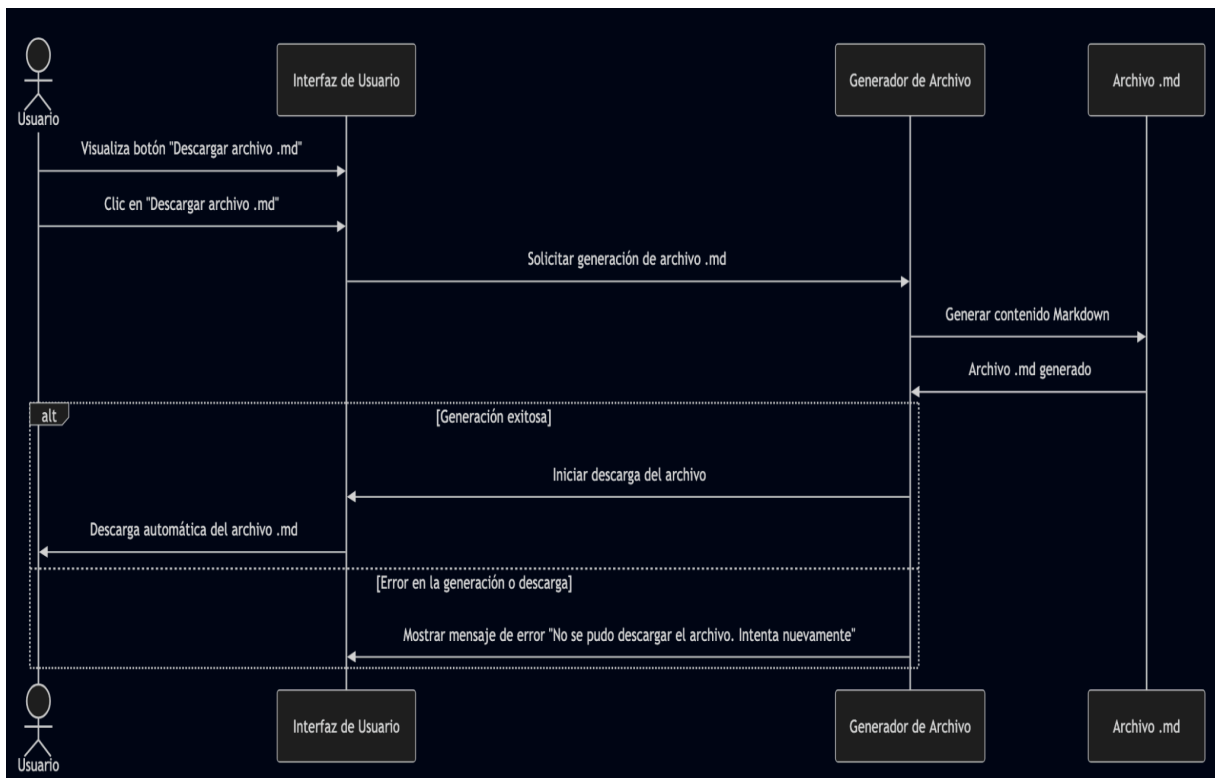 Usuario
Interfaz de Usuario
Generador de Archivo
Archivo .md
Visualiza botón "Descargar archivo .md"
Clic en "Descargar archivo .md"
Solicitar generación de archivo .md
Generar contenido Markdown
Archivo .md generado
alt
[Generación exitosa]
Iniciar descarga del archivo
Descarga automática del archivo .md
[Error en la generación o descarga]
Mostrar mensaje de error "No se pudo descargar el archivo. Intenta nuevamente"
Usuario
Interfaz de Usuario
Generador de Archivo
Archivo .md